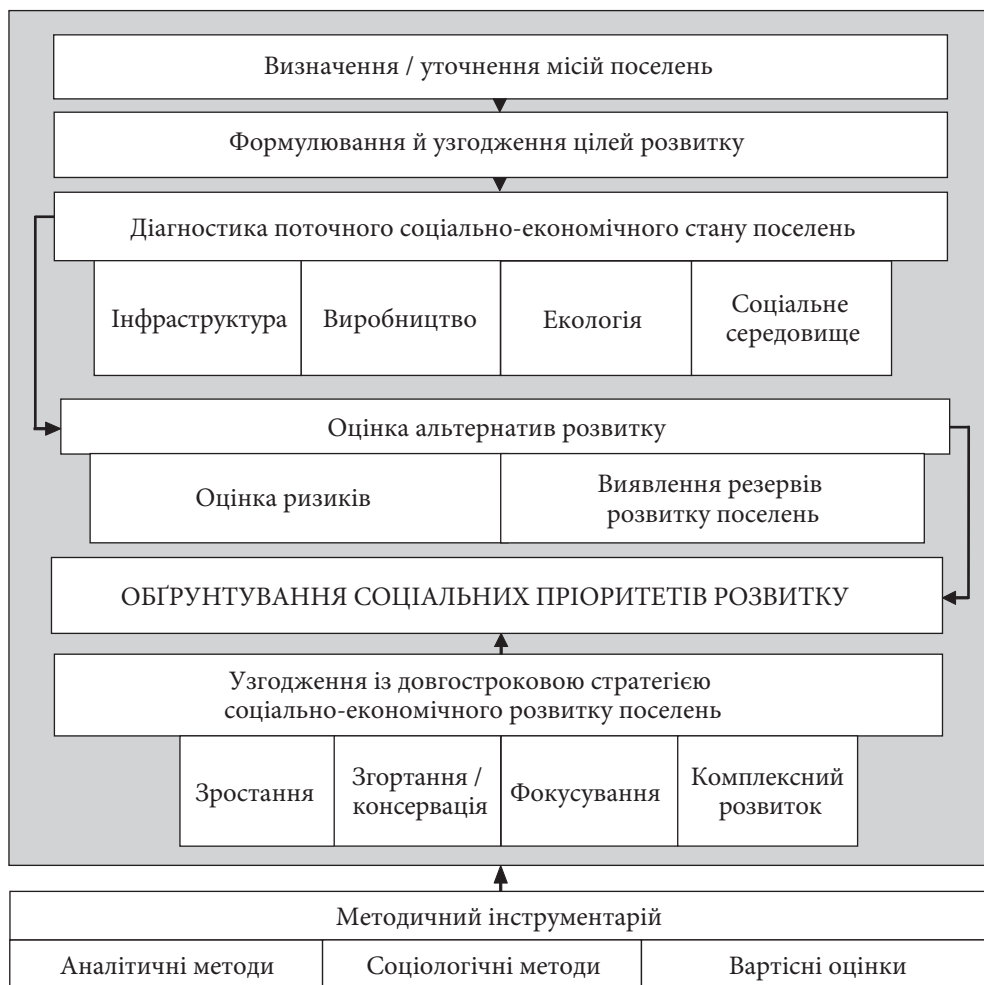 Визначення / уточнення місій поселень
Формулювання й узгодження цілей розвитку
Діагностика поточного соціально-економічного стану поселень
Інфраструктура
Виробництво
Екологія
Соціальне
середовище
Оцінка альтернатив розвитку
Оцінка ризиків
Виявлення резервів
розвитку поселень
ОБҐРУНТУВАННЯ СОЦІАЛЬНИХ ПРІОРИТЕТІВ РОЗВИТКУ
Узгодження із довгостроковою стратегією
соціально-економічного розвитку поселень
Зростання
Згортання /
консервація
Фокусування
Комплексний
розвиток
Методичний інструментарій
Аналітичні методи
Соціологічні методи
Вартісні оцінки